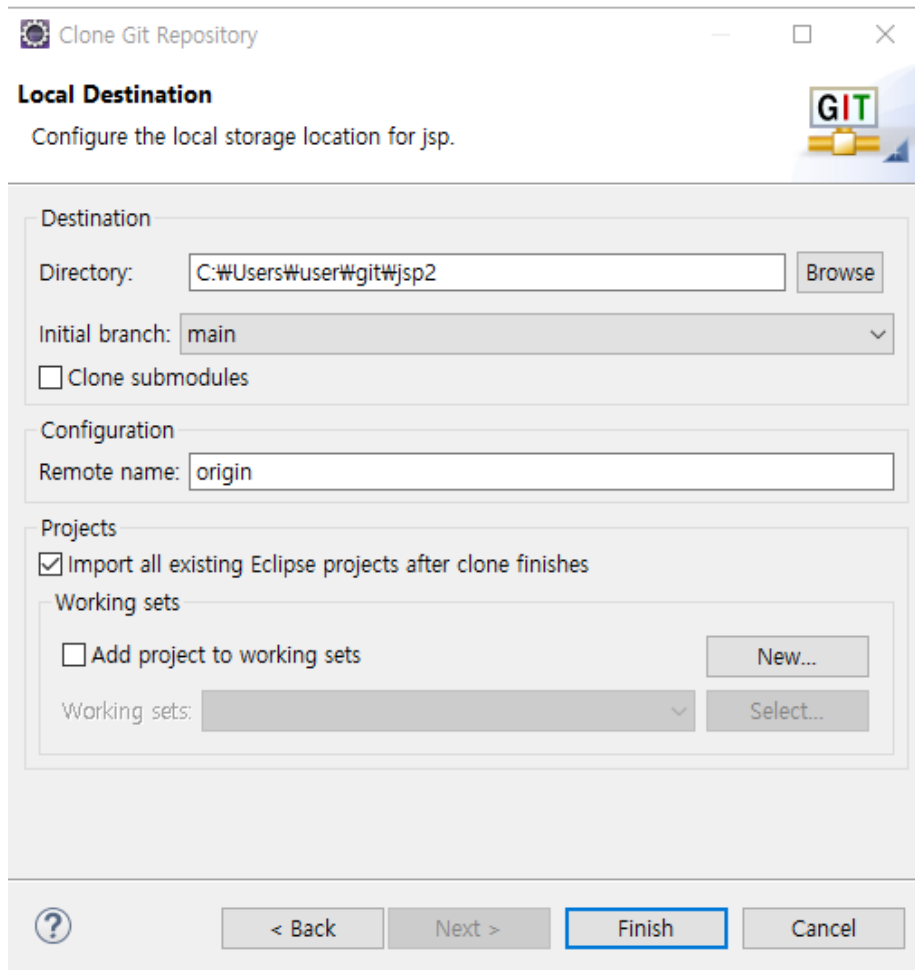 Clone Git Repository
Local Destination
Configure the local storage location for jsp.
GIT
Destination
Directory: C:₩Users₩user₩git₩jsp2 Browse
Initial branch: main
Clone submodules
Configuration
Remote name: origin
Projects
Import all existing Eclipse projects after clone finishes
Working sets
Add project to working sets New...
Working sets: Select...
? < Back Next > Finish Cancel